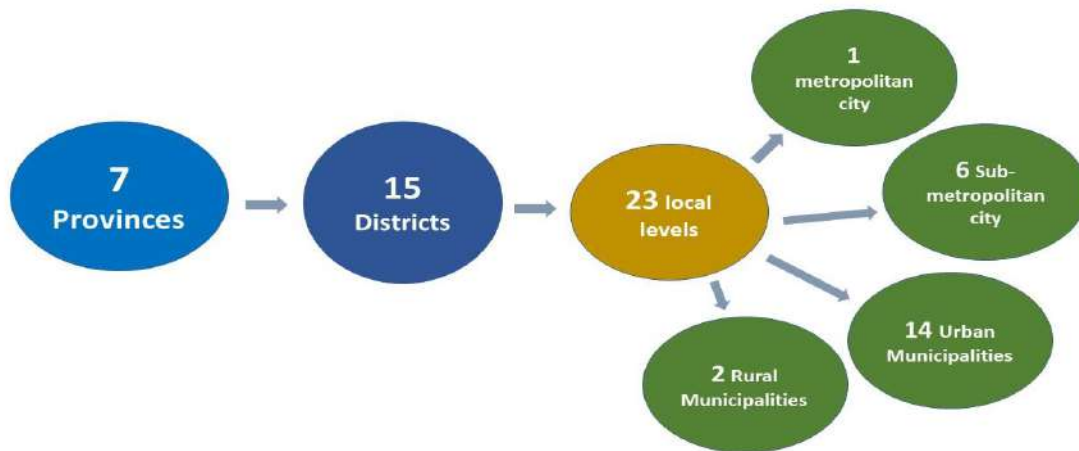 7
Provinces
15
Districts
23 local
levels
1
metropolitan
city
6 Sub-
metropolitan
city
14 Urban
Municipalities
2 Rural
Municipalities